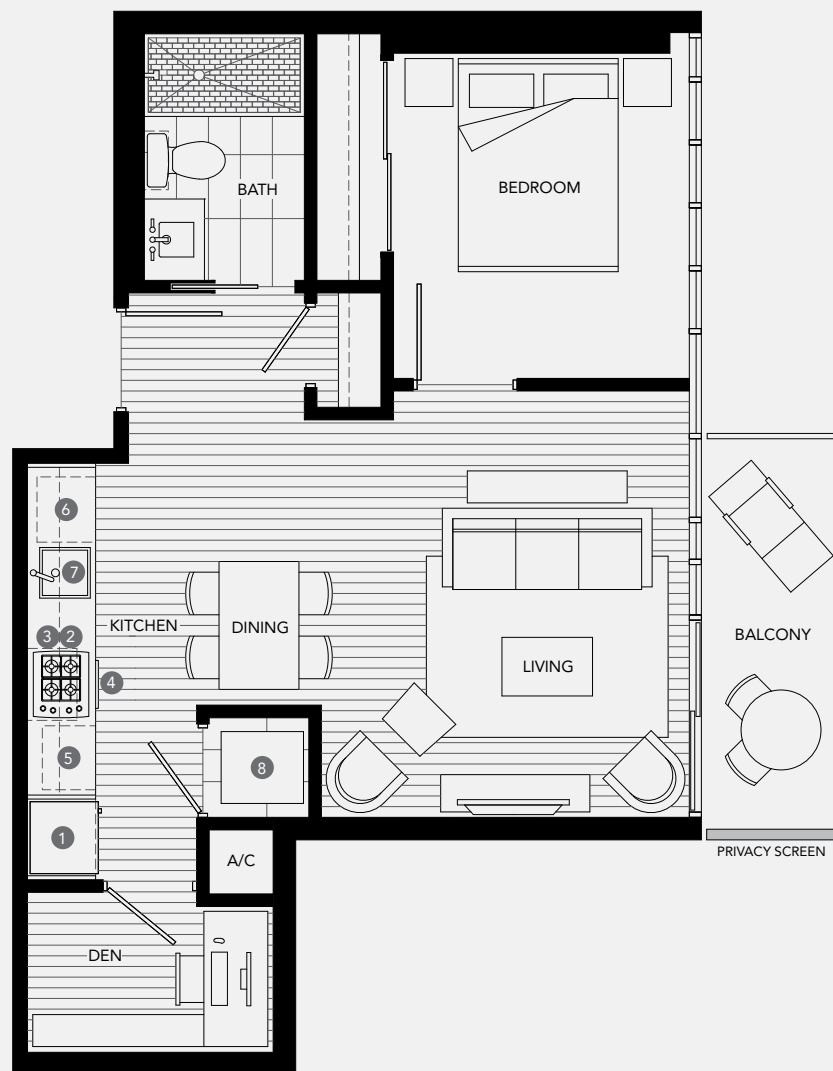 BATH
BEDROOM
6
7
KITCHEN
3
2
DINING
LIVING
BALCONY
4
5
8
1
A/C
PRIVACY SCREEN
DEN